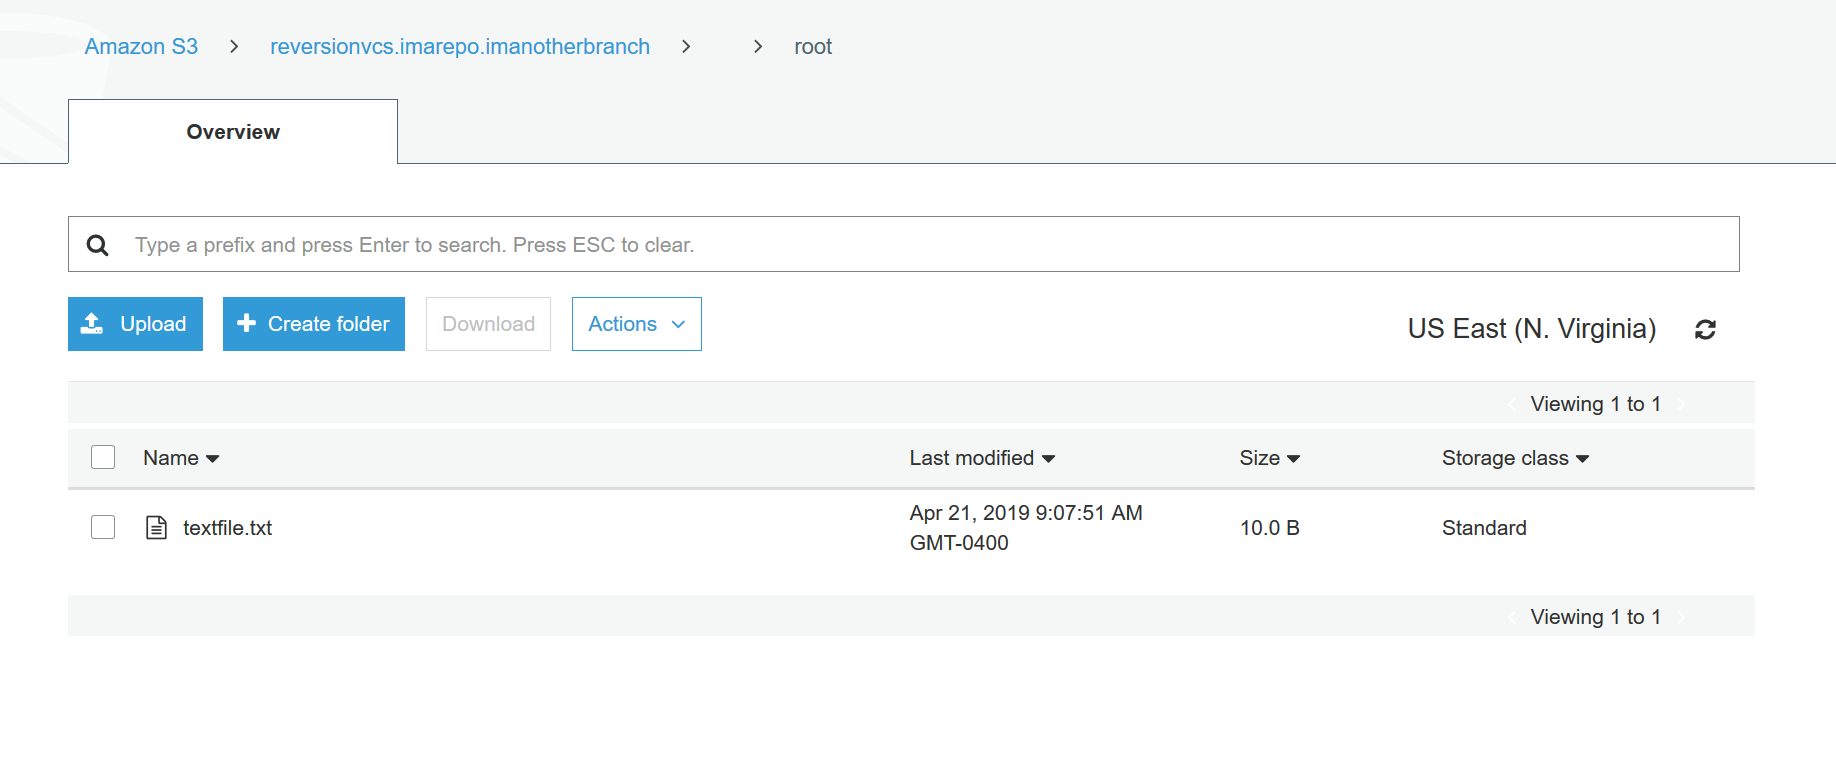 Amazon S3 > reversionvcs.imarepo.imanotherbranch > > root
Overview
Type a prefix and press Enter to search. Press ESC to clear.
Upload Create folder Download Actions US East (N. Virginia)
Viewing 1 to 1
Name Last modified Size Storage class
textfile.txt Apr 21, 2019 9:07:51 AM GMT-0400 10.0 B Standard
Viewing 1 to 1